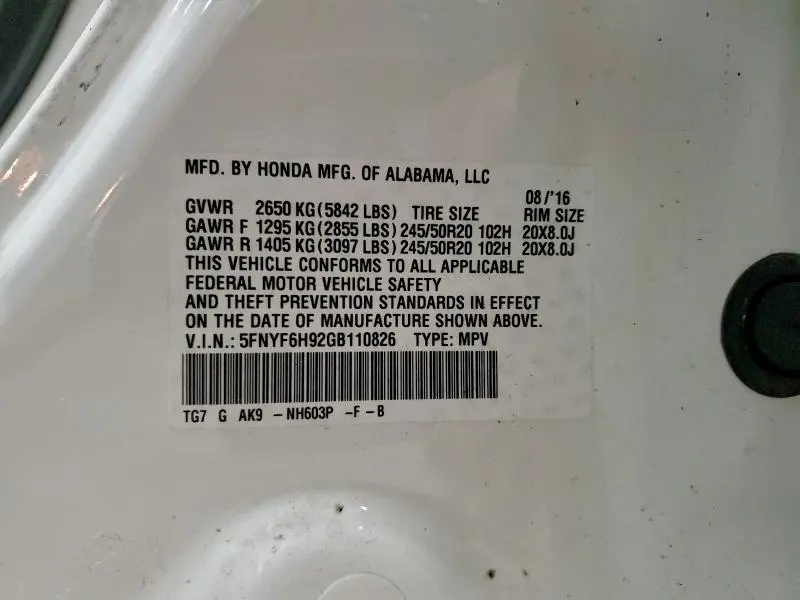 MFD. BY HONDA MFG. OF ALABAMA, LLC
08/'16
GVWR 2650 KG (5842 LBS) TIRE SIZE RIM SIZE
GAWR F 1295 KG (2855 LBS) 245/50R20 102H 20X8.0J
GAWR R 1405 KG (3097 LBS) 245/50R20 102H 20X8.0J
THIS VEHICLE CONFORMS TO ALL APPLICABLE
FEDERAL MOTOR VEHICLE SAFETY
AND THEFT PREVENTION STANDARDS IN EFFECT
ON THE DATE OF MANUFACTURE SHOWN ABOVE.
V.I.N.: 5FNYF6H92GB110826 TYPE: MPV
TG7 G AK9 -NH603P -F-B